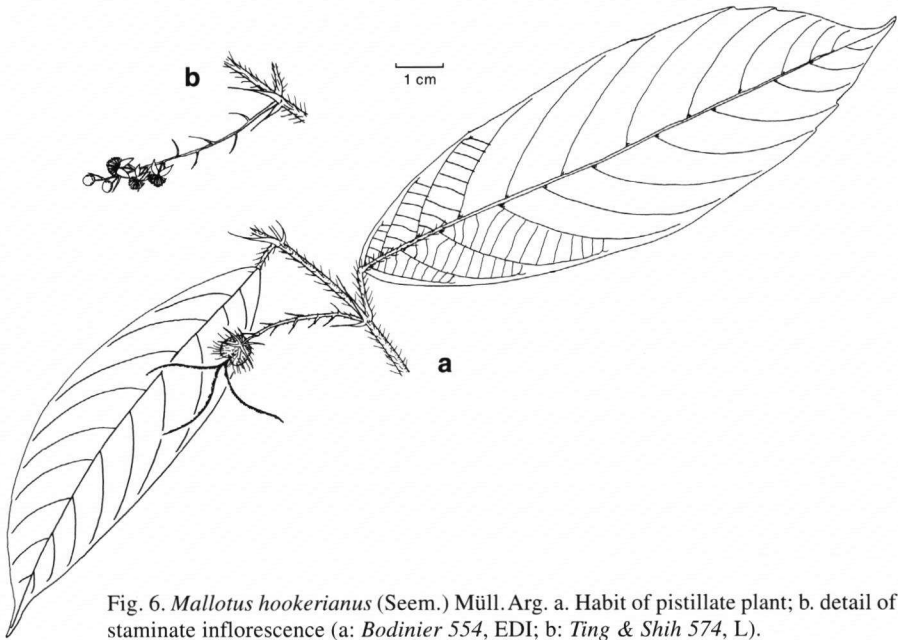 b
1 cm
a
Fig. 6. Mallotus hookerianus (Seem.) Müll. Arg. a. Habit of pistillate plant; b. detail of
staminate inflorescence (a: Bodinier 554, EDI; b: Ting & Shih 574, L).